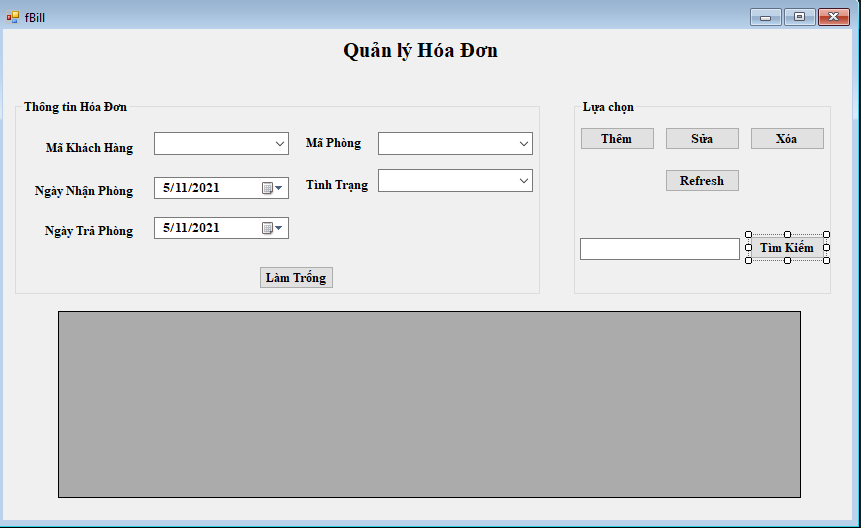 fBill
Quản lý Hóa Đơn
Thông tin Hóa Đơn
Mã Khách Hàng
Mã Phòng
Ngày Nhận Phòng
5/11/2021
Tình Trạng
Ngày Trả Phòng
5/11/2021
Làm Trống
Lựa chọn
Thêm
Sửa
Xóa
Refresh
Tìm Kiếm